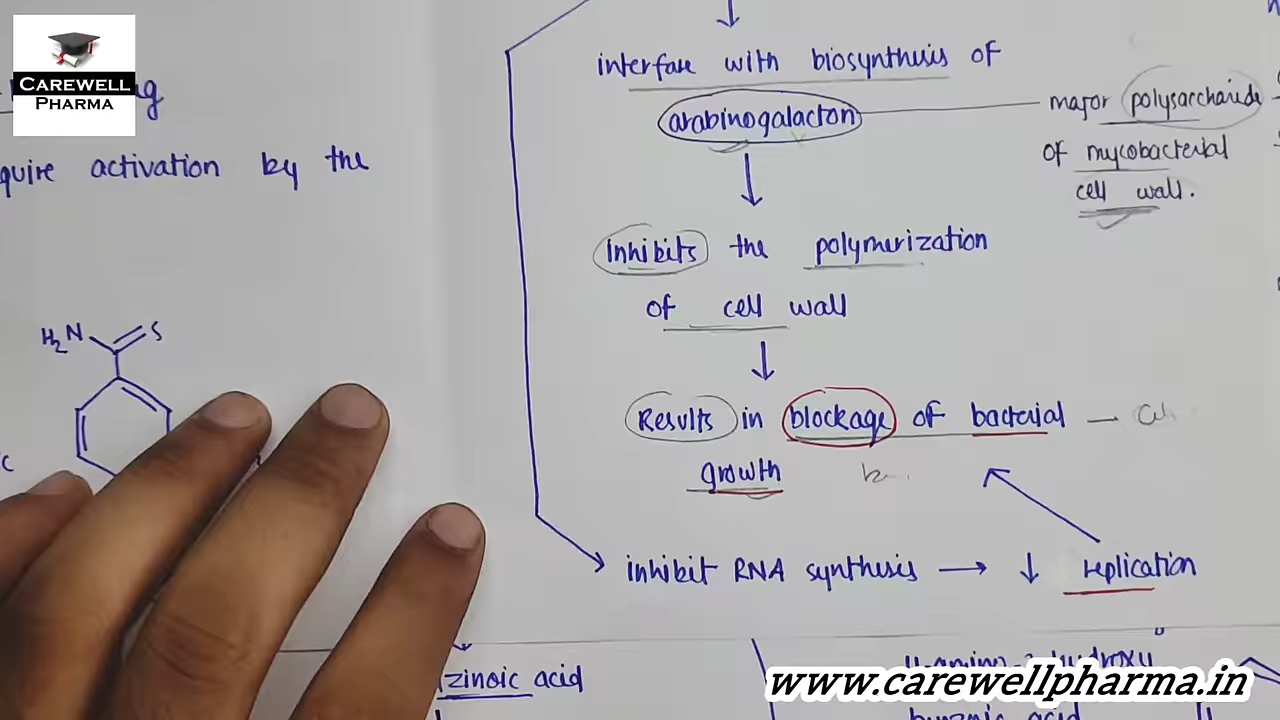 CAREWELL
PHARMA
quire activation by the
H2N
S
interfare with biosynthesis of
arabinogalacton
major polysaccharide
of mycobacterial
cell wall.
Inhibits the polymerization
of cell wall
Results in blockage of bacterial
growth
inhibit RNA synthesis → ↓ replication
zinoic acid
www.carewellpharma.in